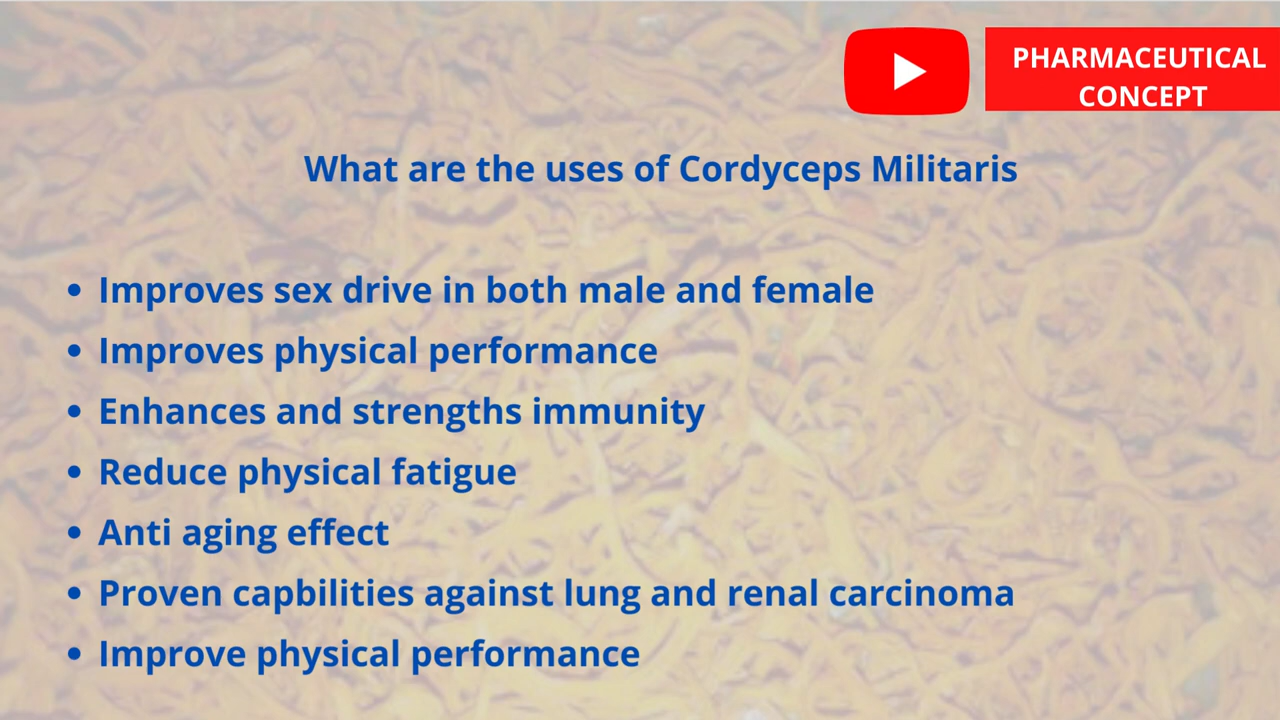 PHARMACEUTICAL
CONCEPT
What are the uses of Cordyceps Militaris
• Improves sex drive in both male and female
• Improves physical performance
• Enhances and strengths immunity
• Reduce physical fatigue
• Anti aging effect
• Proven capbilities against lung and renal carcinoma
• Improve physical performance